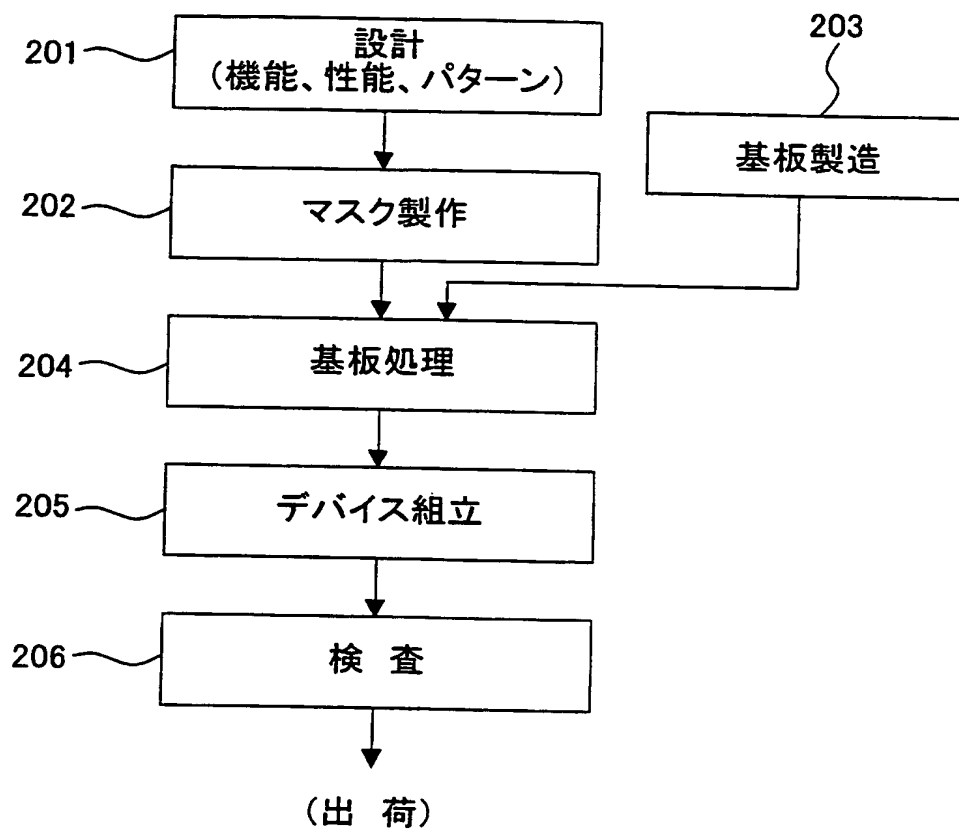 201
設計
(機能、性能、パターン)
203
基板製造
202
マスク製作
204
基板処理
205
デバイス組立
206
検 査
(出 荷)